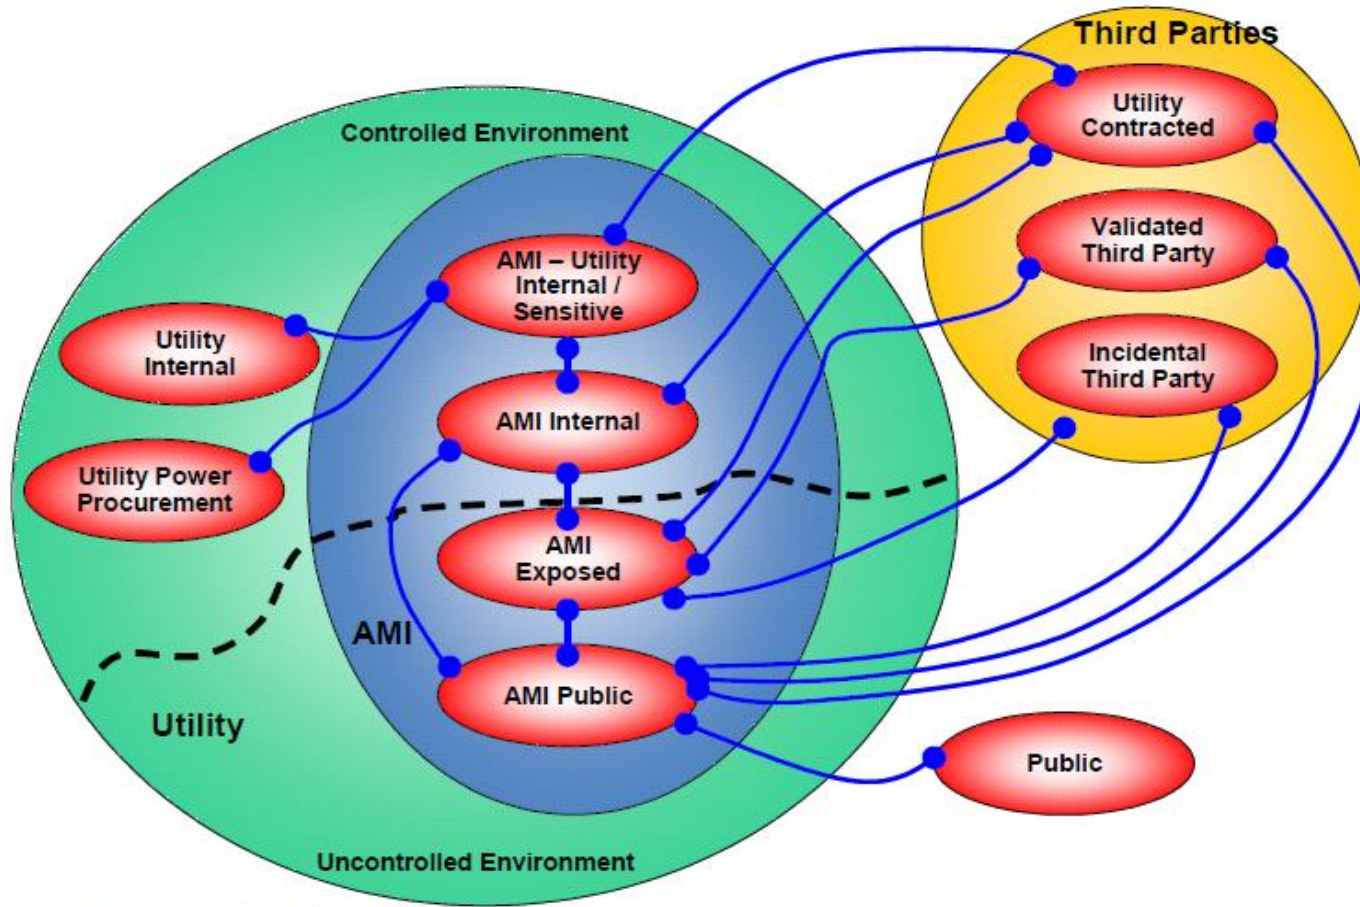 Third Parties
Utility
Contracted
Controlled Environment
Validated
Third Party
AMI – Utility
Internal /
Sensitive
Utility
Internal
Incidental
Third Party
AMI Internal
Utility Power
Procurement
AMI
Exposed
AMI
AMI Public
Utility
Public
Uncontrolled Environment